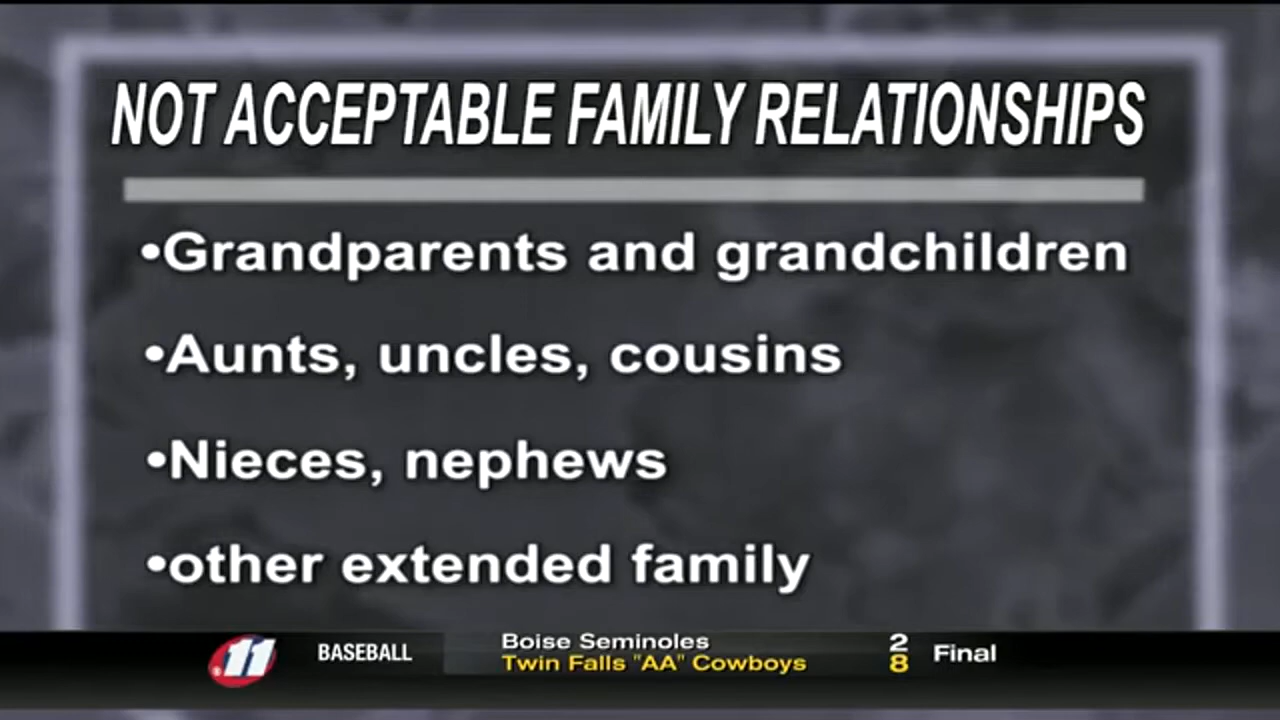 NOT ACCEPTABLE FAMILY RELATIONSHIPS
•Grandparents and grandchildren
•Aunts, uncles, cousins
•Nieces, nephews
•other extended family
11
BASEBALL
Boise Seminoles 2
Twin Falls "AA" Cowboys 8
Final